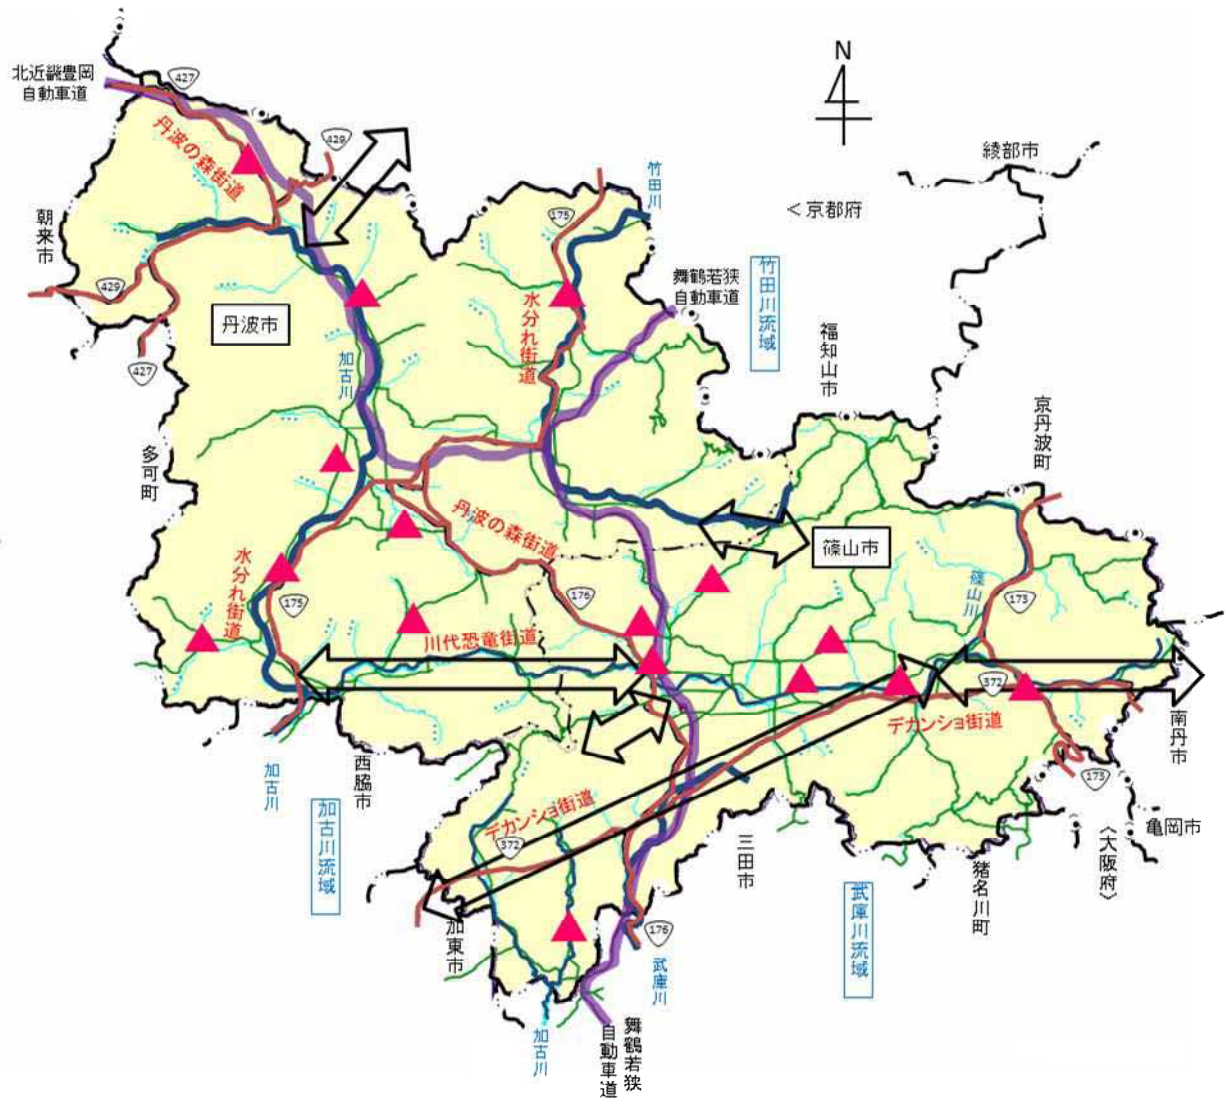 N
北近畿豊岡
自動車道
427
丹波の森街道
429
竹田川
綾部市
<京都府
175
朝来市
429
舞鶴若狭
自動車道
竹田川流域
丹波市
水分れ街道
福知山市
加古川
427
京丹波町
多可町
丹波の森街道
篠山市
水分れ街道
175
176
篠山川
173
川代恐竜街道
372
デカンショ街道
南丹市
加古川
西脇市
173
加古川流域
デカンショ街道
372
三田市
武庫川流域
猪名川町
〈大阪府〉
亀岡市
加東市
176
武庫川
加古川
舞鶴若狭
自動車道